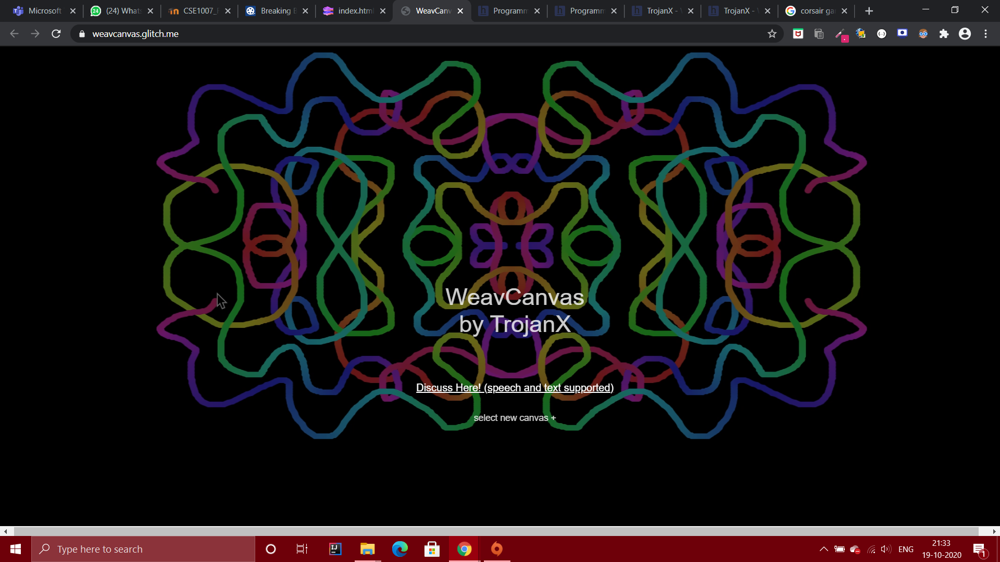 Microsoft
(24) What
CSE1007_
Breaking
index.html
WeavCanv
Programm
Programm
TrojanX -
TrojanX -
corsair ga
weavcanvas.glitch.me
WeavCanvas
by TrojanX
Discuss Here! (speech and text supported)
select new canvas +
Type here to search
ENG
21:33
19-10-2020
1